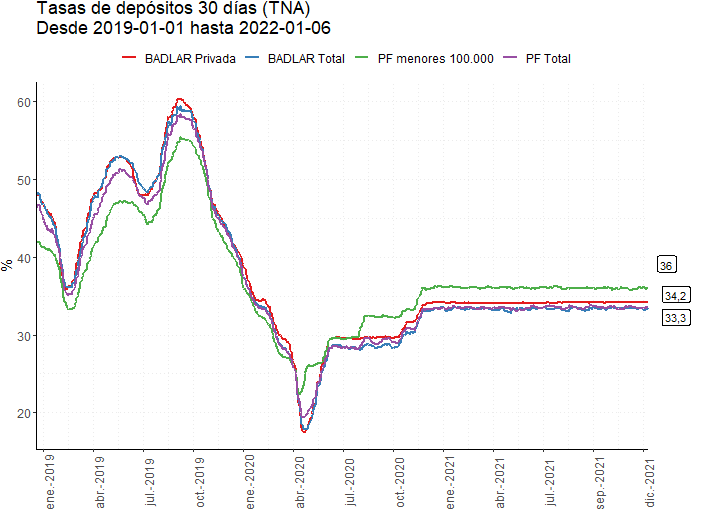 Tasas de depósitos 30 días (TNA)
Desde 2019-01-01 hasta 2022-01-06
BADLAR Privada BADLAR Total PF menores 100.000 PF Total
%
60
50
40
30
20
36
34,2
33,3
ene.-2019 abr.-2019 jul.-2019 oct.-2019 ene.-2020 abr.-2020 jul.-2020 oct.-2020 ene.-2021 abr.-2021 jul.-2021 sep.-2021 dic.-2021